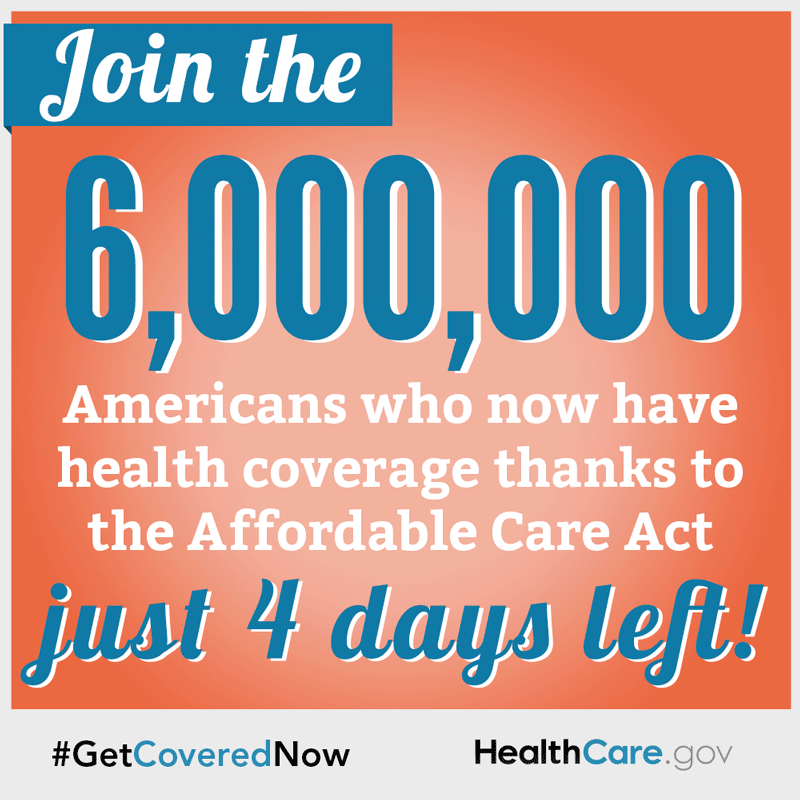 Join the
6,000,000
Americans who now have
health coverage thanks to
the Affordable Care Act
just 4 days left!
#GetCoveredNow
HealthCare.gov